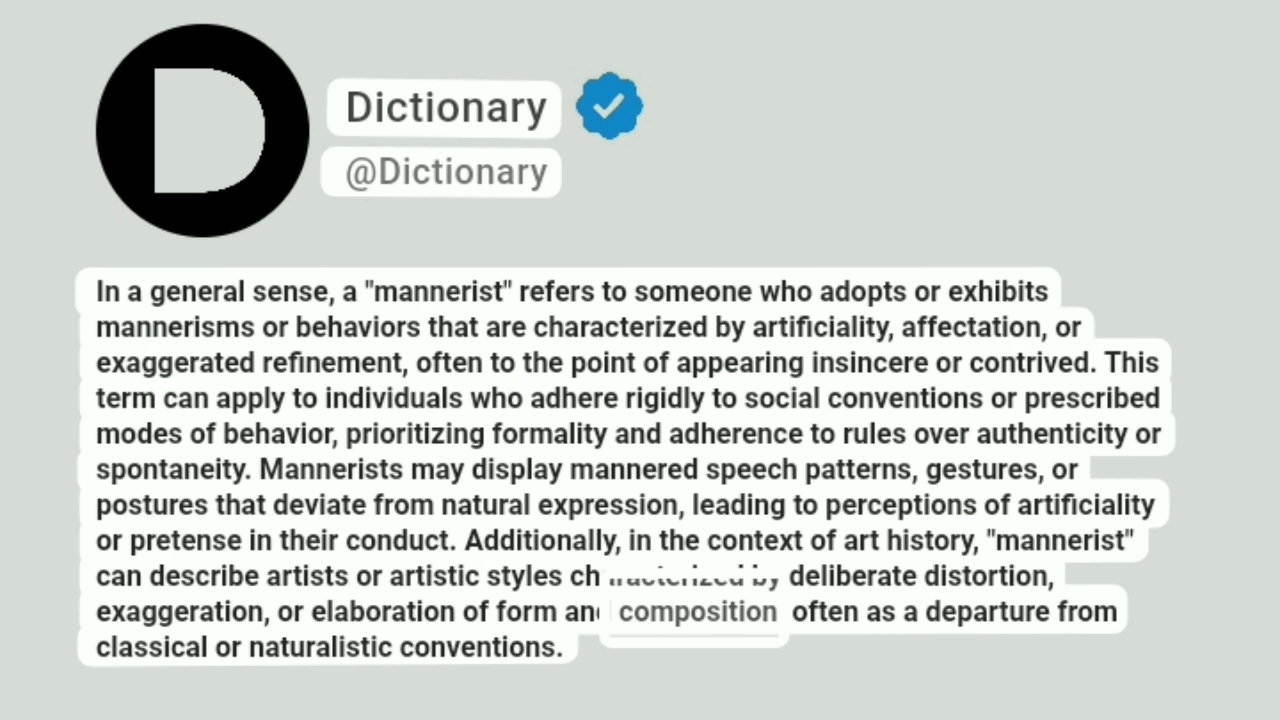 D
Dictionary
@Dictionary
In a general sense, a "mannerist" refers to someone who adopts or exhibits
mannerisms or behaviors that are characterized by artificiality, affectation, or
exaggerated refinement, often to the point of appearing insincere or contrived. This
term can apply to individuals who adhere rigidly to social conventions or prescribed
modes of behavior, prioritizing formality and adherence to rules over authenticity or
spontaneity. Mannerists may display mannered speech patterns, gestures, or
postures that deviate from natural expression, leading to perceptions of artificiality
or pretense in their conduct. Additionally, in the context of art history, "mannerist"
can describe artists or artistic styles characterized by deliberate distortion,
exaggeration, or elaboration of form and composition often as a departure from
classical or naturalistic conventions.